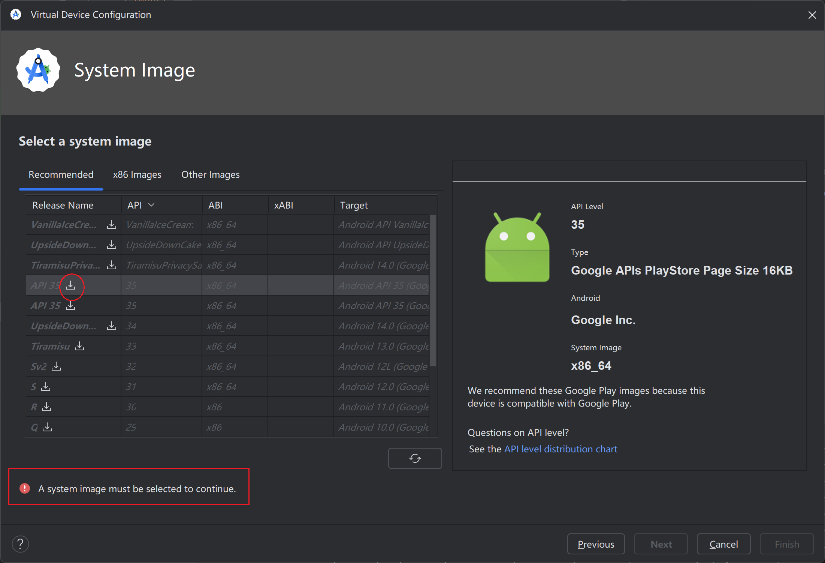 Virtual Device Configuration
System Image
Select a system image
Recommended x86 Images Other Images
Release Name API ABI xABI Target
VanillaIceCre... VanillaIceCream x86_64 Android API VanillaIc
UpsideDown... UpsideDownCake x86_64 Android API UpsideD
TiramisuPriva... TiramisuPrivacySa x86_64 Android 14.0 (Googl
API 35 35 x86_64 Android API 35 (Googl
API 35 35 x86_64 Android API 35 (Googl
UpsideDown... 34 x86_64 Android 14.0 (Google
Tiramisu 33 x86_64 Android 13.0 (Google
Sv2 32 x86_64 Android 12L (Google
S 31 x86_64 Android 12.0 (Google
R 30 x86 Android 11.0 (Google
Q 29 x86 Android 10.0 (Google
A system image must be selected to continue.
API Level
35
Type
Google APIs PlayStore Page Size 16KB
Android
Google Inc.
System Image
x86_64
We recommend these Google Play images because this
device is compatible with Google Play.
Questions on API level?
See the API level distribution chart
? Previous Next Cancel Finish